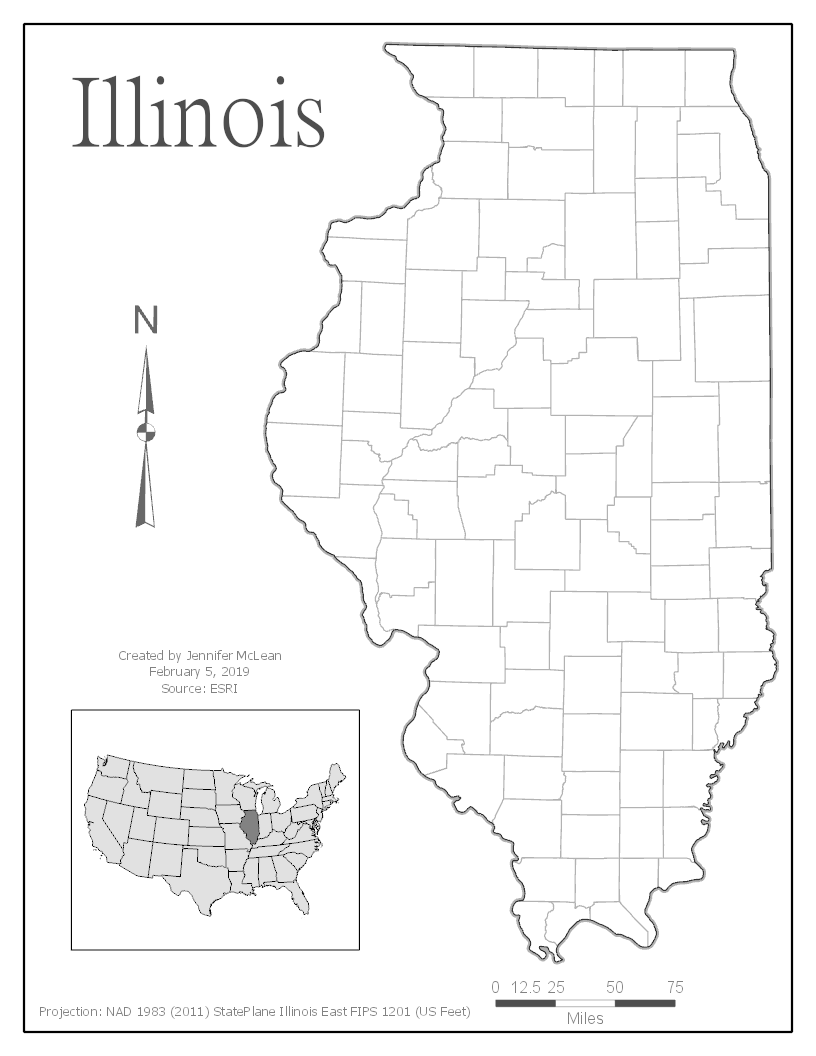 Illinois
N
Created by Jennifer McLean
February 5, 2019
Source: ESRI
0 12.5 25 50 75
Miles
Projection: NAD 1983 (2011) StatePlane Illinois East FIPS 1201 (US Feet)